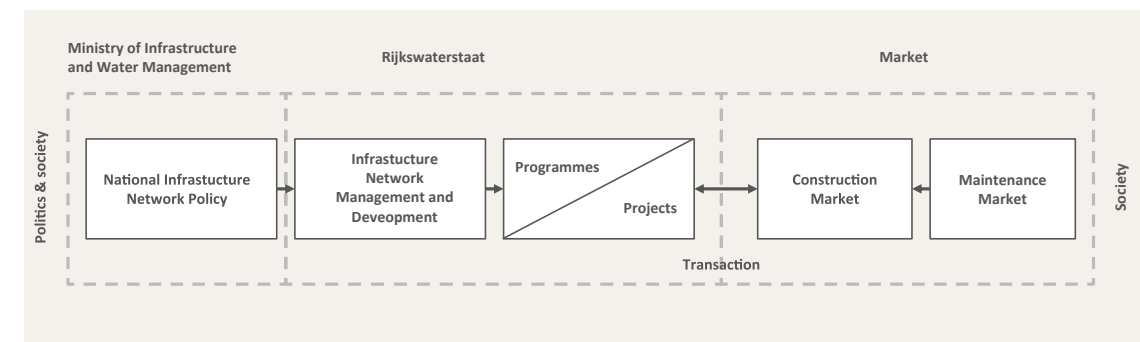 Ministry of Infrastructure
and Water Management
Rijkswaterstaat
Market
Politics & society
National Infrastucture
Network Policy
Infrastucture
Network
Management and
Deveopment
Programmes
Projects
Construction
Market
Maintenance
Market
Society
Transaction